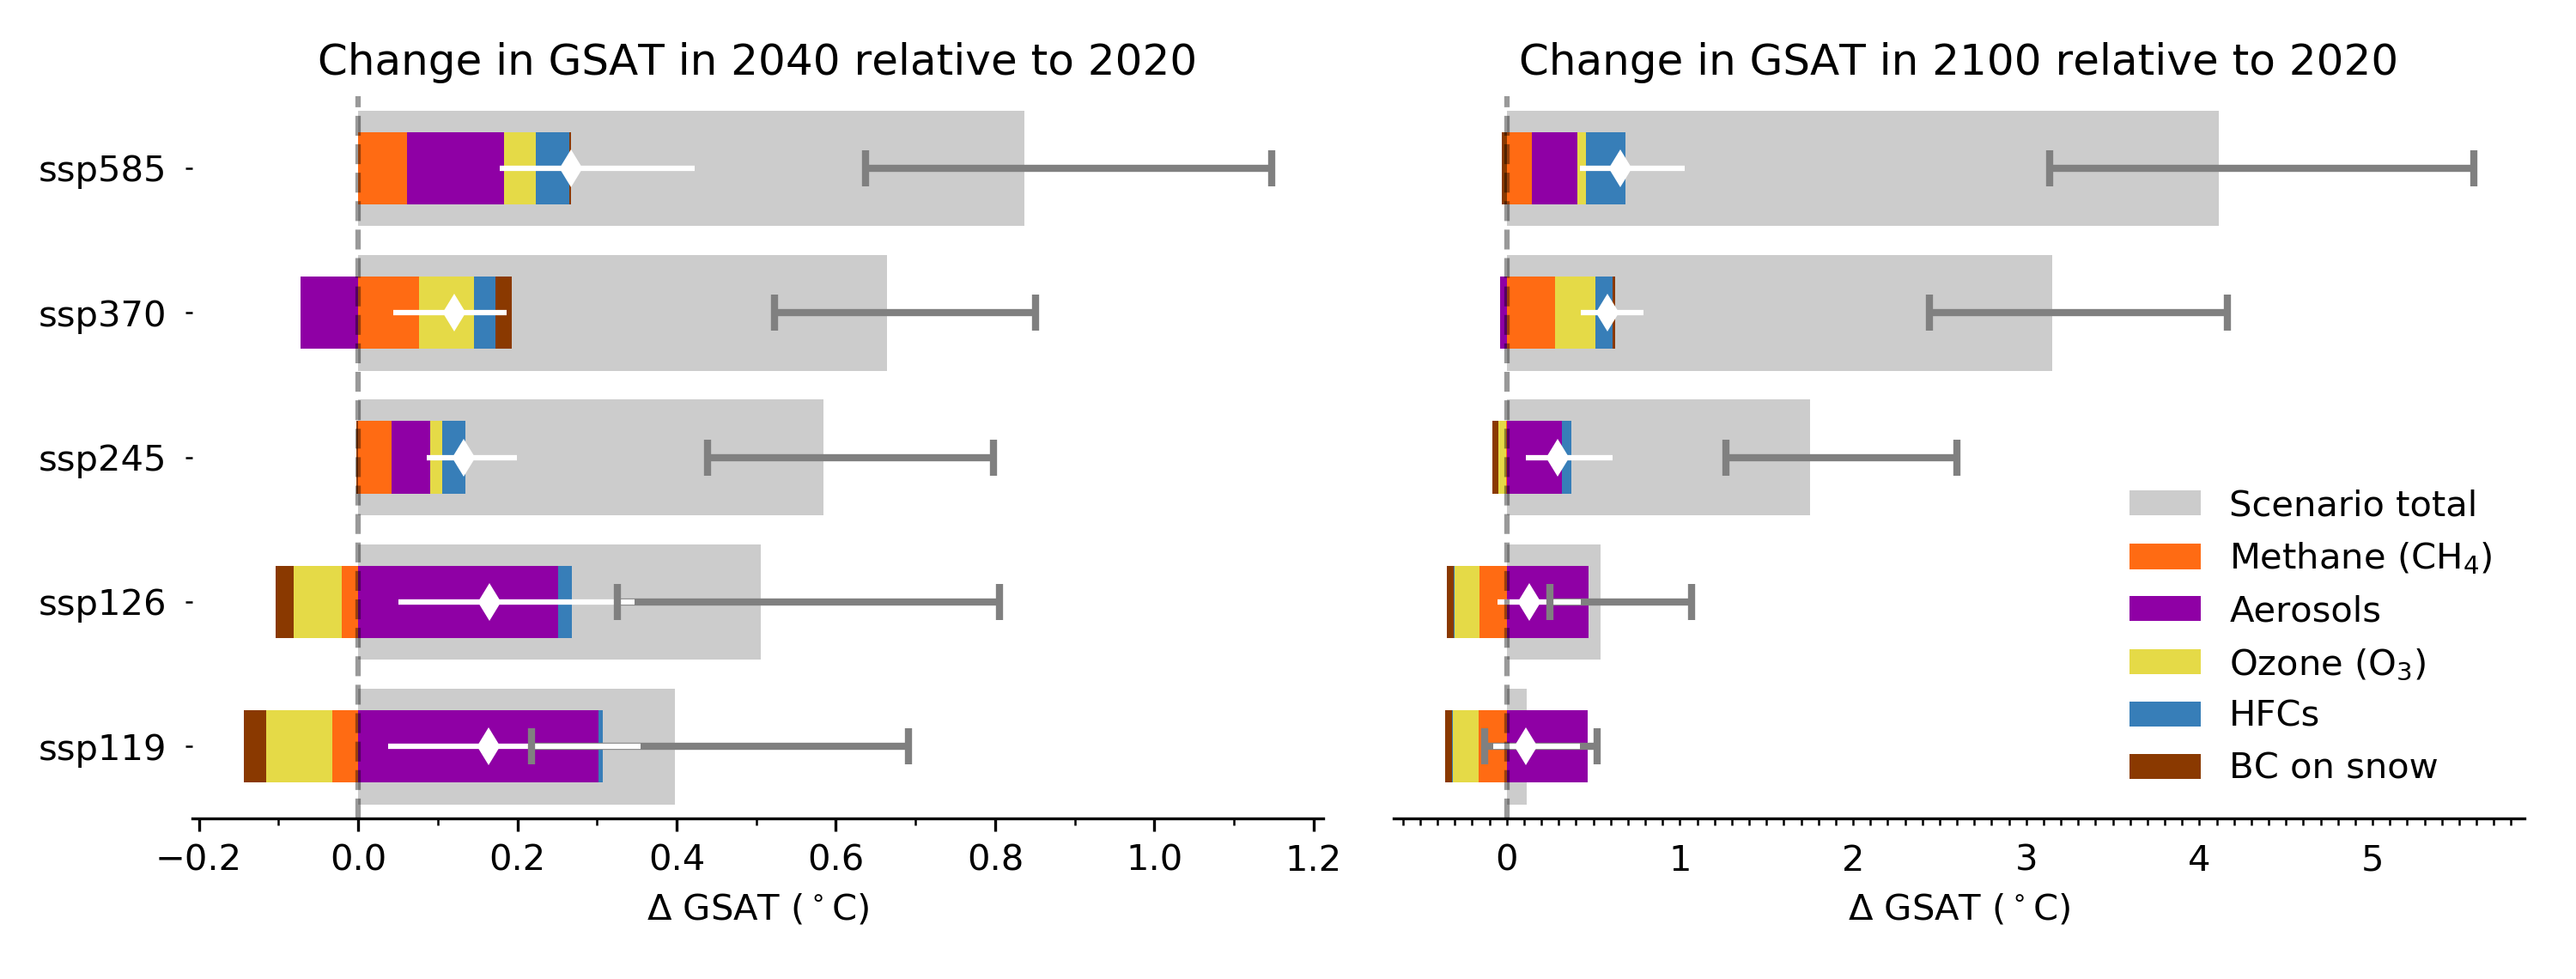 Change in GSAT in 2040 relative to 2020
ssp585
ssp370
ssp245
ssp126
ssp119
−0.2 0.0 0.2 0.4 0.6 0.8 1.0 1.2
Δ GSAT (°C)
Change in GSAT in 2100 relative to 2020
Scenario total
Methane (CH₄)
Aerosols
Ozone (O₃)
HFCs
BC on snow
0 1 2 3 4 5
Δ GSAT (°C)